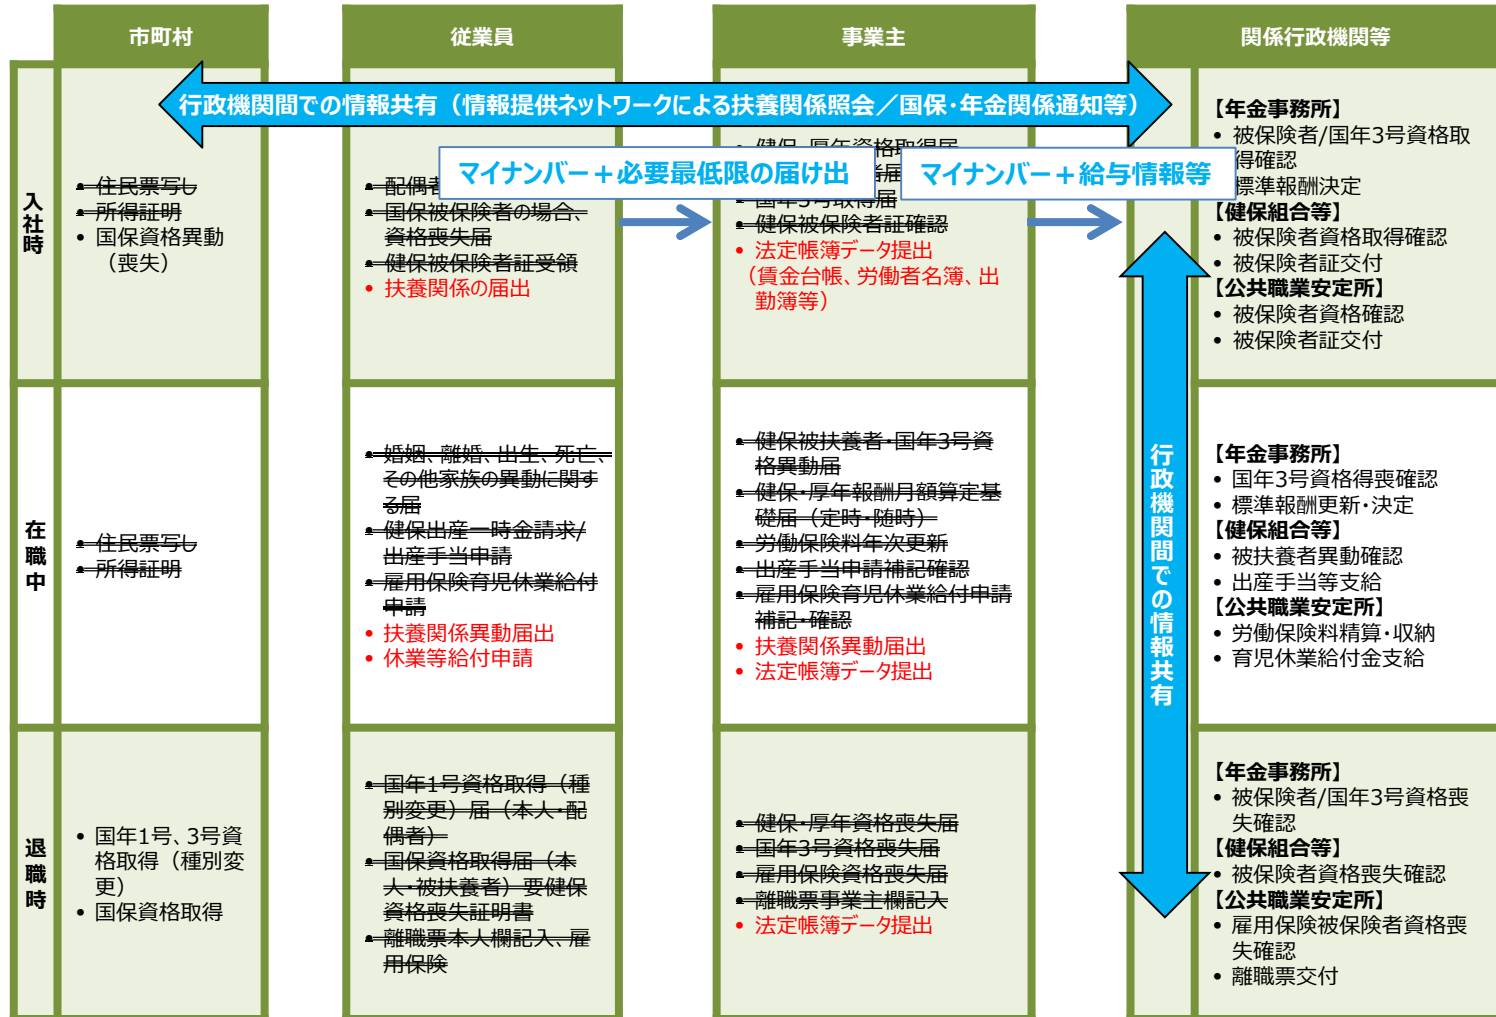 市町村
従業員
事業主
関係行政機関等
行政機関間での情報共有（情報提供ネットワークによる扶養関係照会／国保・年金関係通知等）
マイナンバー＋必要最低限の届け出
マイナンバー＋給与情報等
入社時
• 住民票写し
• 所得証明
• 国保資格異動
（喪失）
• 配偶者
• 国保被保険者の場合、
資格喪失届
• 健保被保険者証受領
• 扶養関係の届出
• 健保・厚年資格取得届
者届
• 国年3号取得届
• 健保被保険者証確認
• 法定帳簿データ提出
（賃金台帳、労働者名簿、出
勤簿等）
【年金事務所】
• 被保険者/国年3号資格取
得確認
標準報酬決定
【健保組合等】
• 被保険者資格取得確認
• 被保険者証交付
【公共職業安定所】
• 被保険者資格確認
• 被保険者証交付
行政機関間での情報共有
在職中
• 住民票写し
• 所得証明
• 婚姻、離婚、出生、死亡、
その他家族の異動に関す
る届
• 健保出産一時金請求/
出産手当申請
• 雇用保険育児休業給付
申請
• 扶養関係異動届出
• 休業等給付申請
• 健保被扶養者・国年3号資
格異動届
• 健保・厚年報酬月額算定基
礎届（定時・随時）
• 労働保険料年次更新
• 出産手当申請補記確認
• 雇用保険育児休業給付申請
補記・確認
• 扶養関係異動届出
• 法定帳簿データ提出
【年金事務所】
• 国年3号資格得喪確認
• 標準報酬更新・決定
【健保組合等】
• 被扶養者異動確認
• 出産手当等支給
【公共職業安定所】
• 労働保険料精算・収納
• 育児休業給付金支給
退職時
• 国年1号、3号資
格取得（種別変
更）
• 国保資格取得
• 国年1号資格取得（種
別変更）届（本人・配
偶者）
• 国保資格取得届（本
人・被扶養者）要健保
資格喪失証明書
• 離職票本人欄記入、雇
用保険
• 健保・厚年資格喪失届
• 国年3号資格喪失届
• 雇用保険資格喪失届
• 離職票事業主欄記入
• 法定帳簿データ提出
【年金事務所】
• 被保険者/国年3号資格喪
失確認
【健保組合等】
• 被保険者資格喪失確認
【公共職業安定所】
• 雇用保険被保険者資格喪
失確認
• 離職票交付